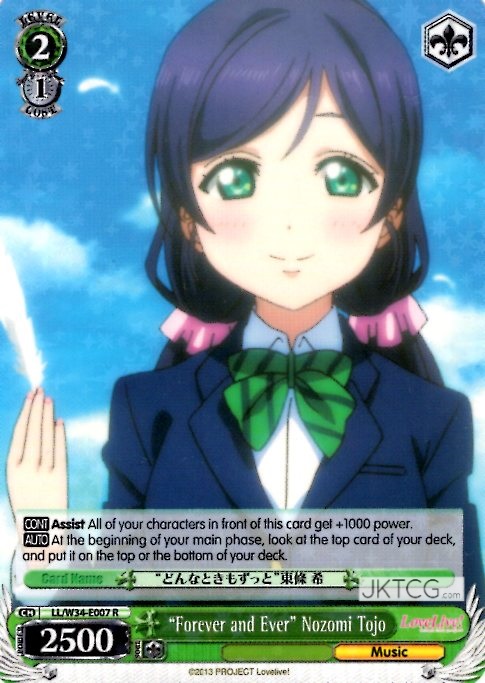 LEVEL
2
1
COST
CONT Assist All of your characters in front of this card get +1000 power.
AUTO At the beginning of your main phase, look at the top card of your deck,
and put it on the top or the bottom of your deck.
Card Name "どんなときもずっと"東條 希
JKTCG.com
CH LL/W34-E007 R
POWER
2500
"Forever and Ever" Nozomi Tojo
LoveLive!
Music
©2013 PROJECT Lovelive!